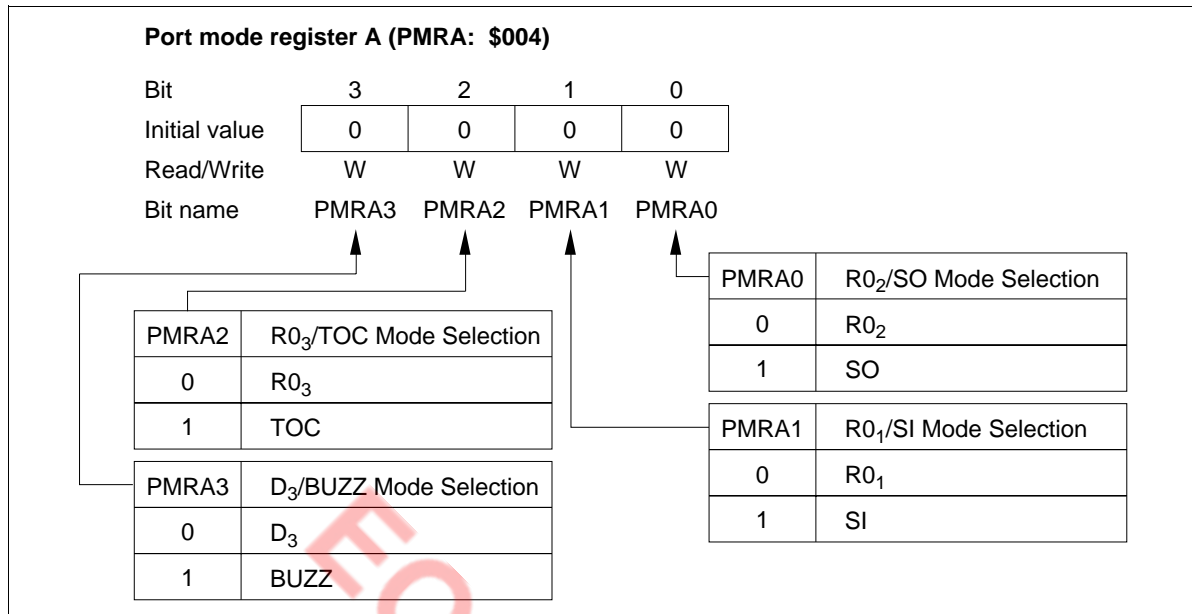 Port mode register A (PMRA: $004)
Bit 3 2 1 0
Initial value 0 0 0 0
Read/Write W W W W
Bit name PMRA3 PMRA2 PMRA1 PMRA0
PMRA2 R0₃/TOC Mode Selection
0 R0₃
1 TOC
PMRA3 D₃/BUZZ Mode Selection
0 D₃
1 BUZZ
PMRA0 R0₂/SO Mode Selection
0 R0₂
1 SO
PMRA1 R0₁/SI Mode Selection
0 R0₁
1 SI